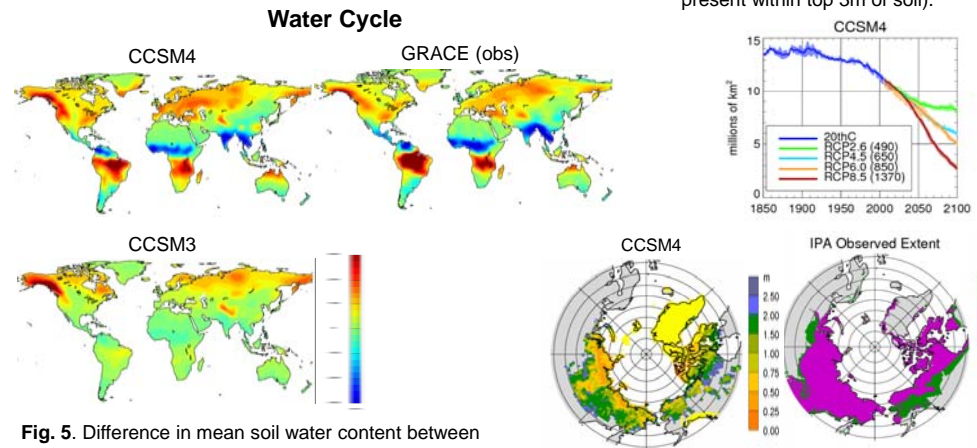 Water Cycle
CCSM4
GRACE (obs)
CCSM3
Fig. 5. Difference in mean soil water content between
present within top 3m of soil).
CCSM4
millions of km²
15
10
5
0
20thC
RCP2.6 (490)
RCP4.5 (650)
RCP6.0 (850)
RCP8.5 (1370)
1850 1900 1950 2000 2050 2100
CCSM4
IPA Observed Extent
m
2.50
2.00
1.50
1.00
0.75
0.50
0.25
0.00